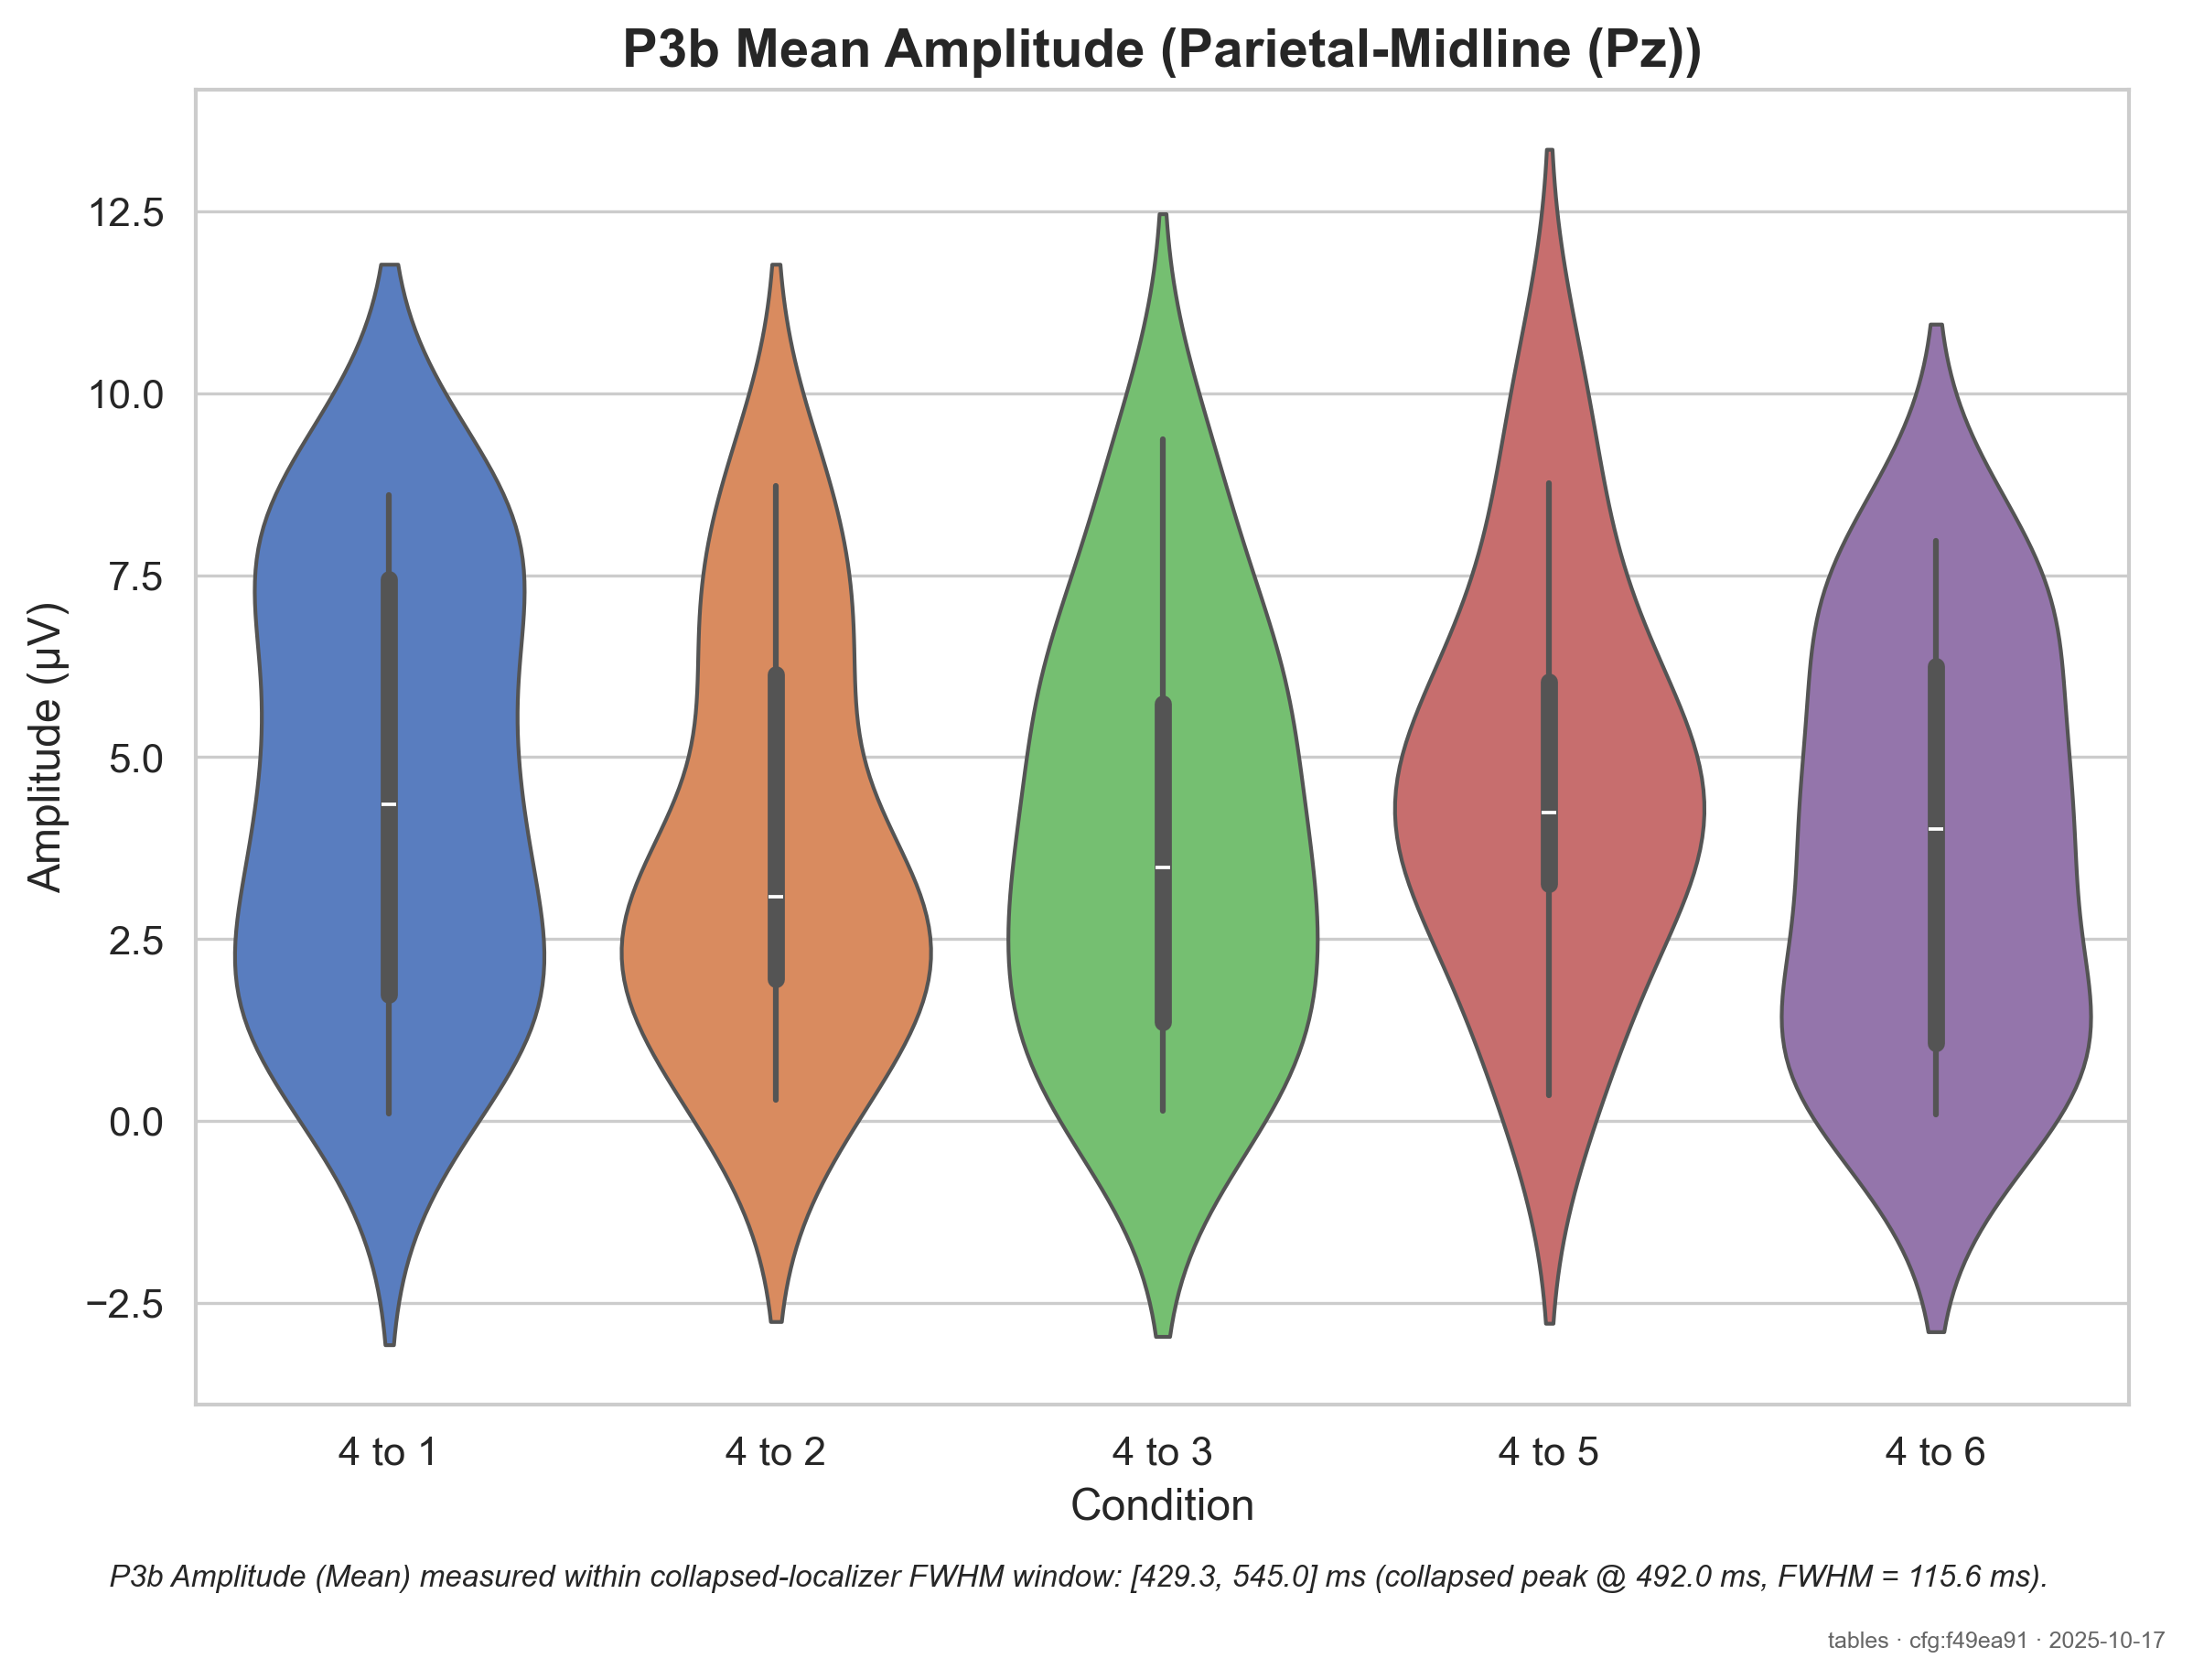 P3b Mean Amplitude (Parietal-Midline (Pz))
Amplitude (µV)
12.5
10.0
7.5
5.0
2.5
0.0
−2.5
4 to 1
4 to 2
4 to 3
4 to 5
4 to 6
Condition
P3b Amplitude (Mean) measured within collapsed-localizer FWHM window: [429.3, 545.0] ms (collapsed peak @ 492.0 ms, FWHM = 115.6 ms).
tables · cfg:f49ea91 · 2025-10-17